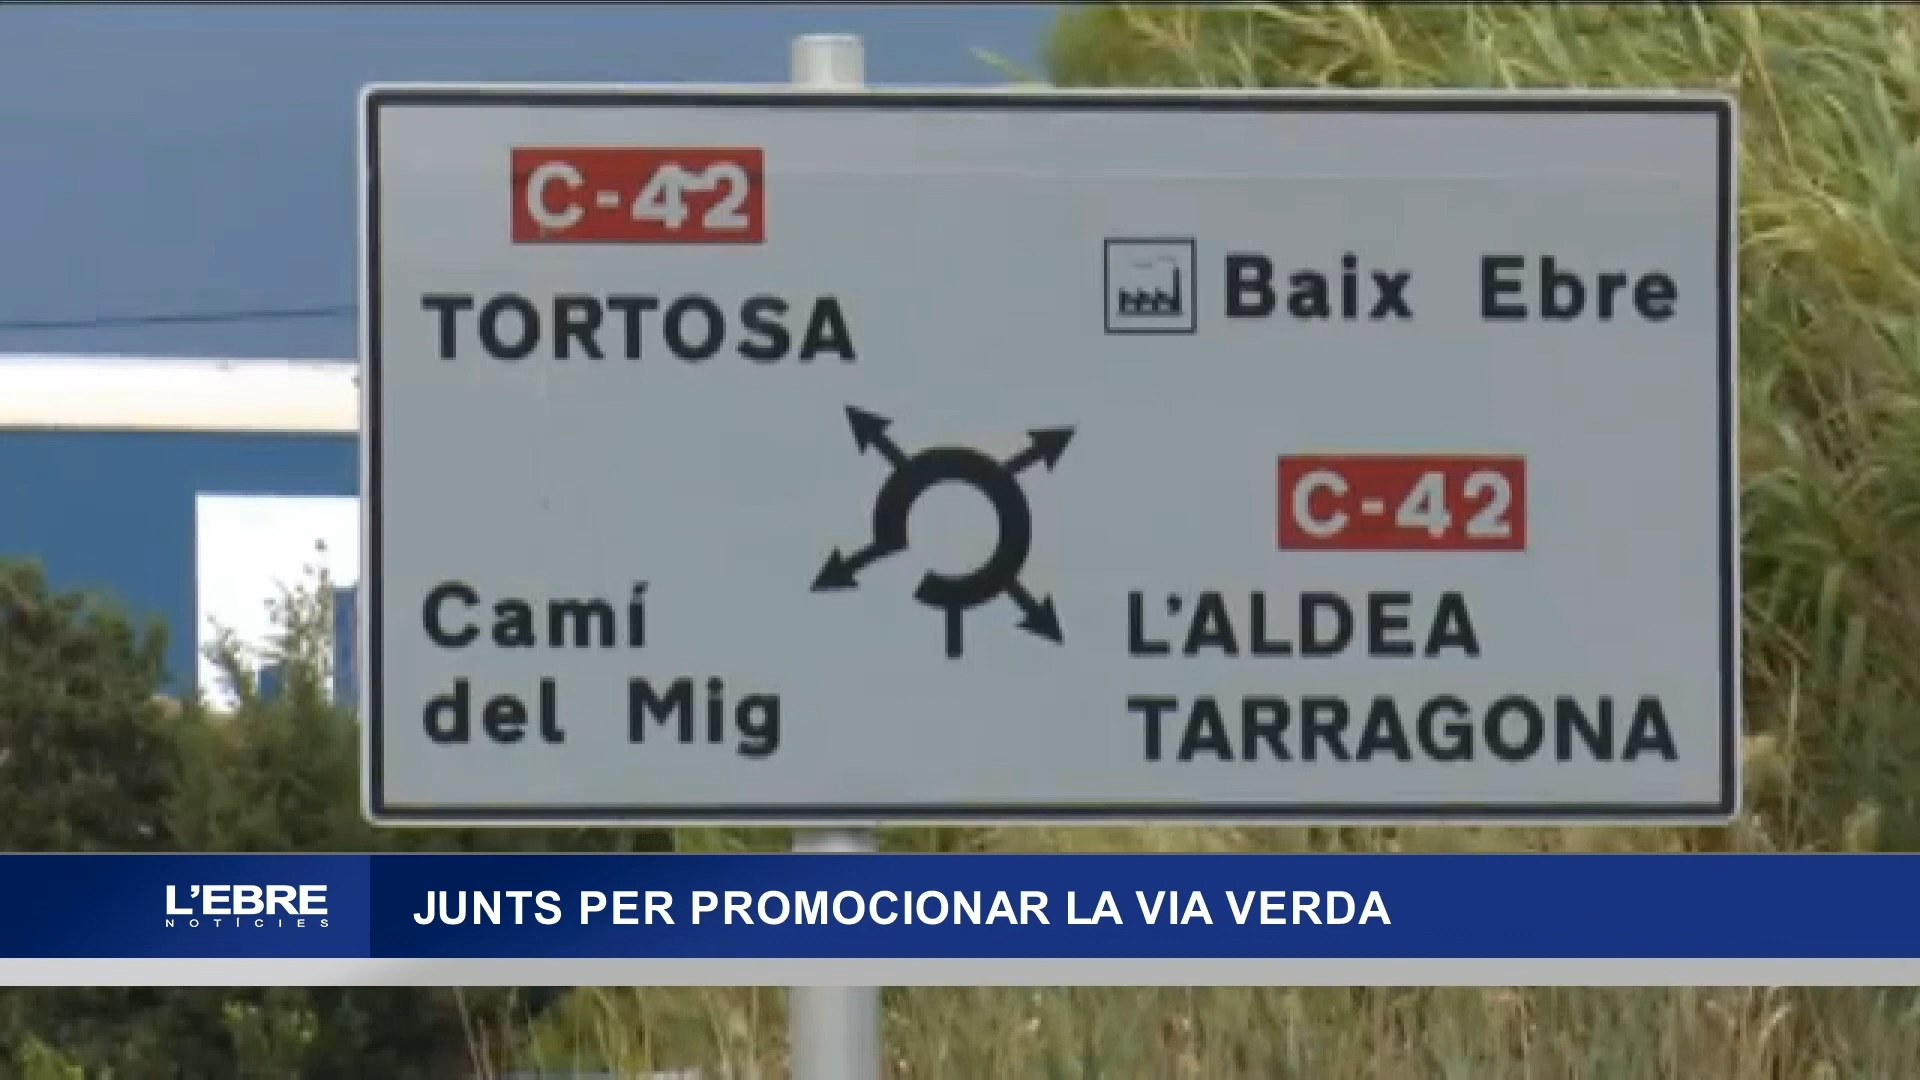 C-42
TORTOSA
Baix Ebre
C-42
Camí
del Mig
L'ALDEA
TARRAGONA
L'EBRE
NOTÍCIES
JUNTS PER PROMOCIONAR LA VIA VERDA